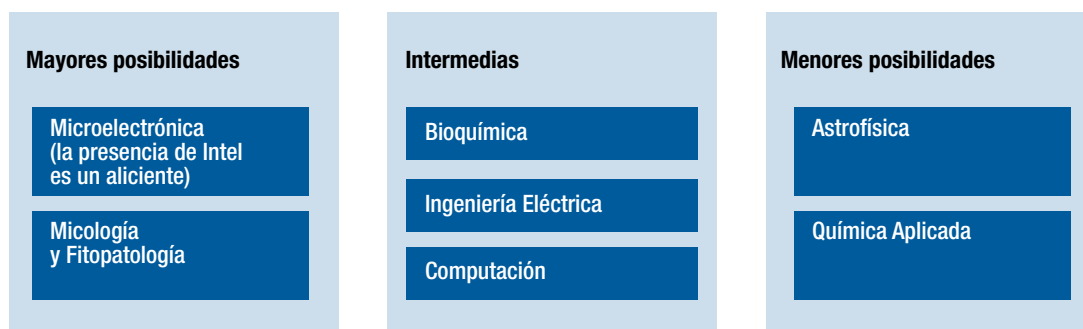 Mayores posibilidades
Microelectrónica
(la presencia de Intel
es un aliciente)
Micología
y Fitopatología
Intermedias
Bioquímica
Ingeniería Eléctrica
Computación
Menores posibilidades
Astrofísica
Química Aplicada